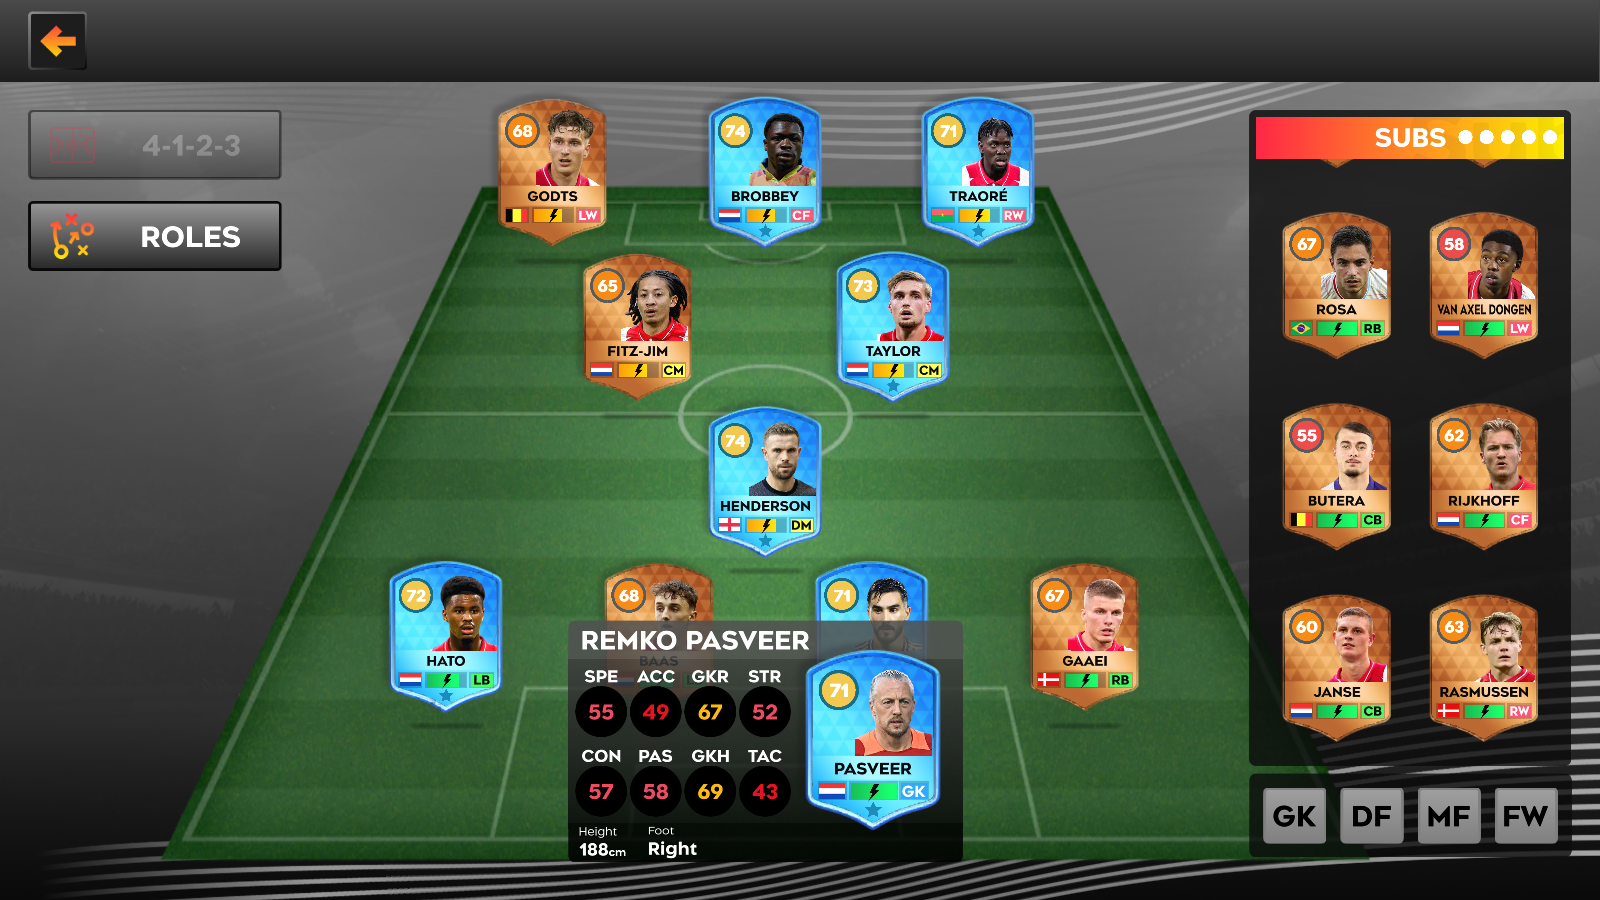 4-1-2-3
ROLES
68
GODTS
LW
74
BROBBEY
CF
71
TRAORÉ
RW
65
FITZ-JIM
CM
73
TAYLOR
CM
74
HENDERSON
DM
72
HATO
LB
68
BAAS
71
67
GAAEI
RB
REMKO PASVEER
SPE ACC GKR STR
55 49 67 52
CON PAS GKH TAC
57 58 69 43
Height Foot
188cm Right
71
PASVEER
GK
SUBS
67
ROSA
RB
58
VAN AXEL DONGEN
LW
55
BUTERA
CB
62
RIJKHOFF
CF
60
JANSE
CB
63
RASMUSSEN
RW
GK DF MF FW